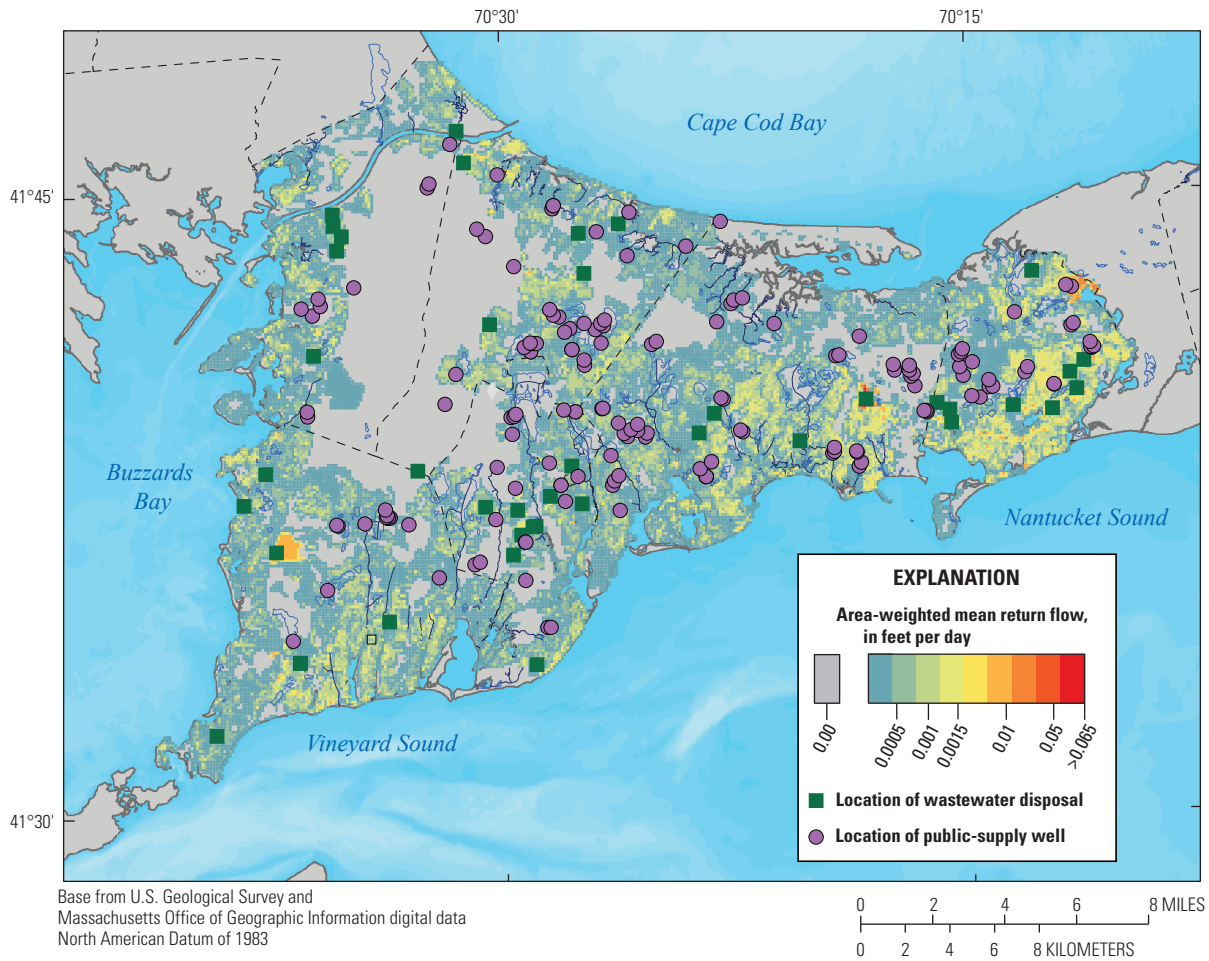 70°30'
70°15'
Cape Cod Bay
41°45'
Buzzards
Bay
Nantucket Sound
Vineyard Sound
41°30'
EXPLANATION
Area-weighted mean return flow,
in feet per day
0.00
0.0005
0.001
0.0015
0.01
0.05
>0.065
Location of wastewater disposal
Location of public-supply well
Base from U.S. Geological Survey and
Massachusetts Office of Geographic Information digital data
North American Datum of 1983
0 2 4 6 8 MILES
0 2 4 6 8 KILOMETERS